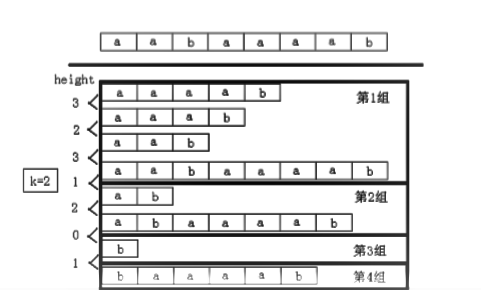 a a b a a a a b
height
a a a a b 第1组
3
a a a b
2
a a b
3
a a b a a a a b
k=2
1
a b 第2组
2
a b a a a a b
0
b 第3组
1
b a a a a b 第4组